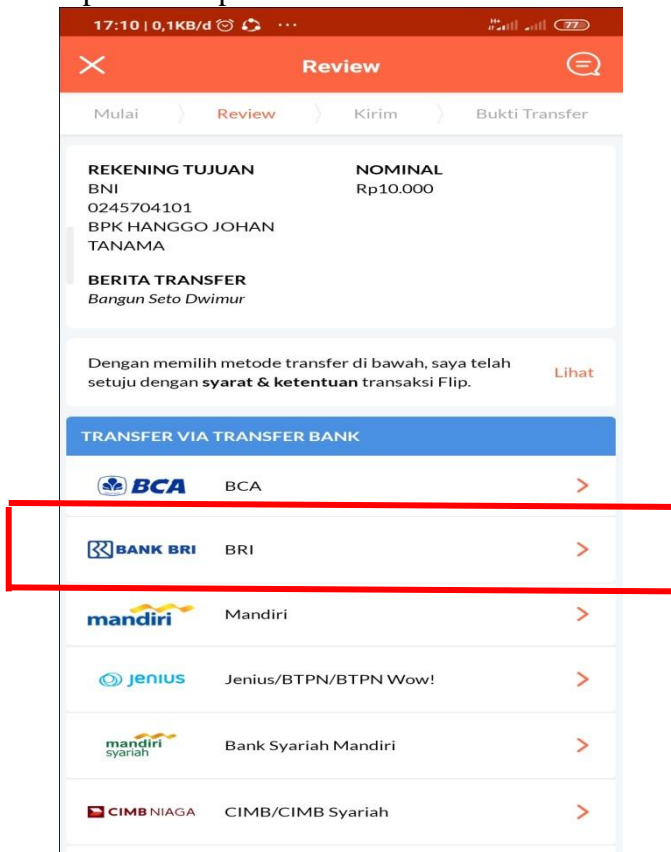 17:10 | 0,1KB/d
77
Review
Mulai
Review
Kirim
Bukti Transfer
REKENING TUJUAN
BNI
0245704101
BPK HANGGO JOHAN
TANAMA
NOMINAL
Rp10.000
BERITA TRANSFER
Bangun Seto Dwimur
Dengan memilih metode transfer di bawah, saya telah
setuju dengan syarat & ketentuan transaksi Flip.
Lihat
TRANSFER VIA TRANSFER BANK
BCA BCA
BANK BRI BRI
mandiri Mandiri
Jenius Jenius/BTPN/BTPN Wow!
mandiri
syariah
Bank Syariah Mandiri
CIMB NIAGA CIMB/CIMB Syariah